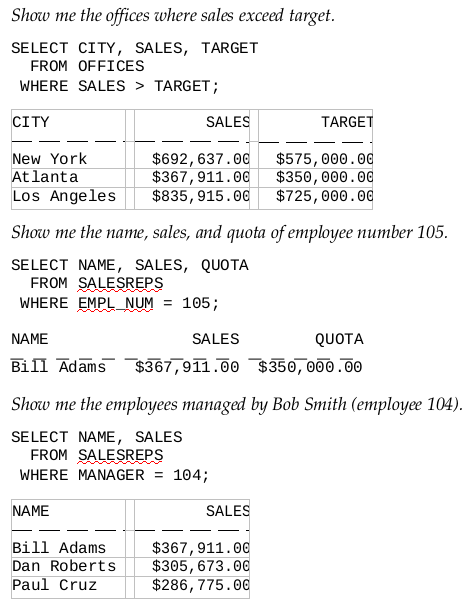 Show me the offices where sales exceed target.
SELECT CITY, SALES, TARGET
FROM OFFICES
WHERE SALES > TARGET;
CITY SALES TARGET
New York $692,637.00 $575,000.00
Atlanta $367,911.00 $350,000.00
Los Angeles $835,915.00 $725,000.00
Show me the name, sales, and quota of employee number 105.
SELECT NAME, SALES, QUOTA
FROM SALESREPS
WHERE EMPL_NUM = 105;
NAME SALES QUOTA
Bill Adams $367,911.00 $350,000.00
Show me the employees managed by Bob Smith (employee 104).
SELECT NAME, SALES
FROM SALESREPS
WHERE MANAGER = 104;
NAME SALES
Bill Adams $367,911.00
Dan Roberts $305,673.00
Paul Cruz $286,775.00